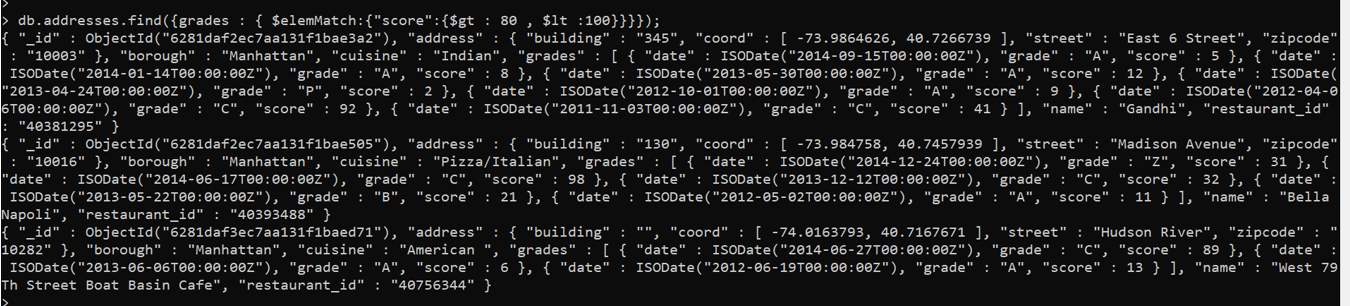 > db.addresses.find({grades : { $elemMatch:{"score":{$gt : 80 , $lt :100}}}});
{ "_id" : ObjectId("6281daf2ec7aa131f1bae3a2"), "address" : { "building" : "345", "coord" : [ -73.9864626, 40.7266739 ], "street" : "East 6 Street", "zipcode"
: "10003" }, "borough" : "Manhattan", "cuisine" : "Indian", "grades" : [ { "date" : ISODate("2014-09-15T00:00:00Z"), "grade" : "A", "score" : 5 }, { "date" :
ISODate("2014-01-14T00:00:00Z"), "grade" : "A", "score" : 8 }, { "date" : ISODate("2013-05-30T00:00:00Z"), "grade" : "A", "score" : 12 }, { "date" : ISODate(
"2013-04-24T00:00:00Z"), "grade" : "P", "score" : 2 }, { "date" : ISODate("2012-10-01T00:00:00Z"), "grade" : "A", "score" : 9 }, { "date" : ISODate("2012-04-0
6T00:00:00Z"), "grade" : "C", "score" : 92 }, { "date" : ISODate("2011-11-03T00:00:00Z"), "grade" : "C", "score" : 41 } ], "name" : "Gandhi", "restaurant_id"
: "40381295" }
{ "_id" : ObjectId("6281daf2ec7aa131f1bae505"), "address" : { "building" : "130", "coord" : [ -73.984758, 40.7457939 ], "street" : "Madison Avenue", "zipcode"
: "10016" }, "borough" : "Manhattan", "cuisine" : "Pizza/Italian", "grades" : [ { "date" : ISODate("2014-12-24T00:00:00Z"), "grade" : "Z", "score" : 31 }, {
"date" : ISODate("2014-06-17T00:00:00Z"), "grade" : "C", "score" : 98 }, { "date" : ISODate("2013-12-12T00:00:00Z"), "grade" : "C", "score" : 32 }, { "date" :
ISODate("2013-05-22T00:00:00Z"), "grade" : "B", "score" : 21 }, { "date" : ISODate("2012-05-02T00:00:00Z"), "grade" : "A", "score" : 11 } ], "name" : "Bella
Napoli", "restaurant_id" : "40393488" }
{ "_id" : ObjectId("6281daf3ec7aa131f1baed71"), "address" : { "building" : "", "coord" : [ -74.0163793, 40.7167671 ], "street" : "Hudson River", "zipcode" : "
10282" }, "borough" : "Manhattan", "cuisine" : "American ", "grades" : [ { "date" : ISODate("2014-06-27T00:00:00Z"), "grade" : "C", "score" : 89 }, { "date" :
ISODate("2013-06-06T00:00:00Z"), "grade" : "A", "score" : 6 }, { "date" : ISODate("2012-06-19T00:00:00Z"), "grade" : "A", "score" : 13 } ], "name" : "West 79
Th Street Boat Basin Cafe", "restaurant_id" : "40756344" }
>